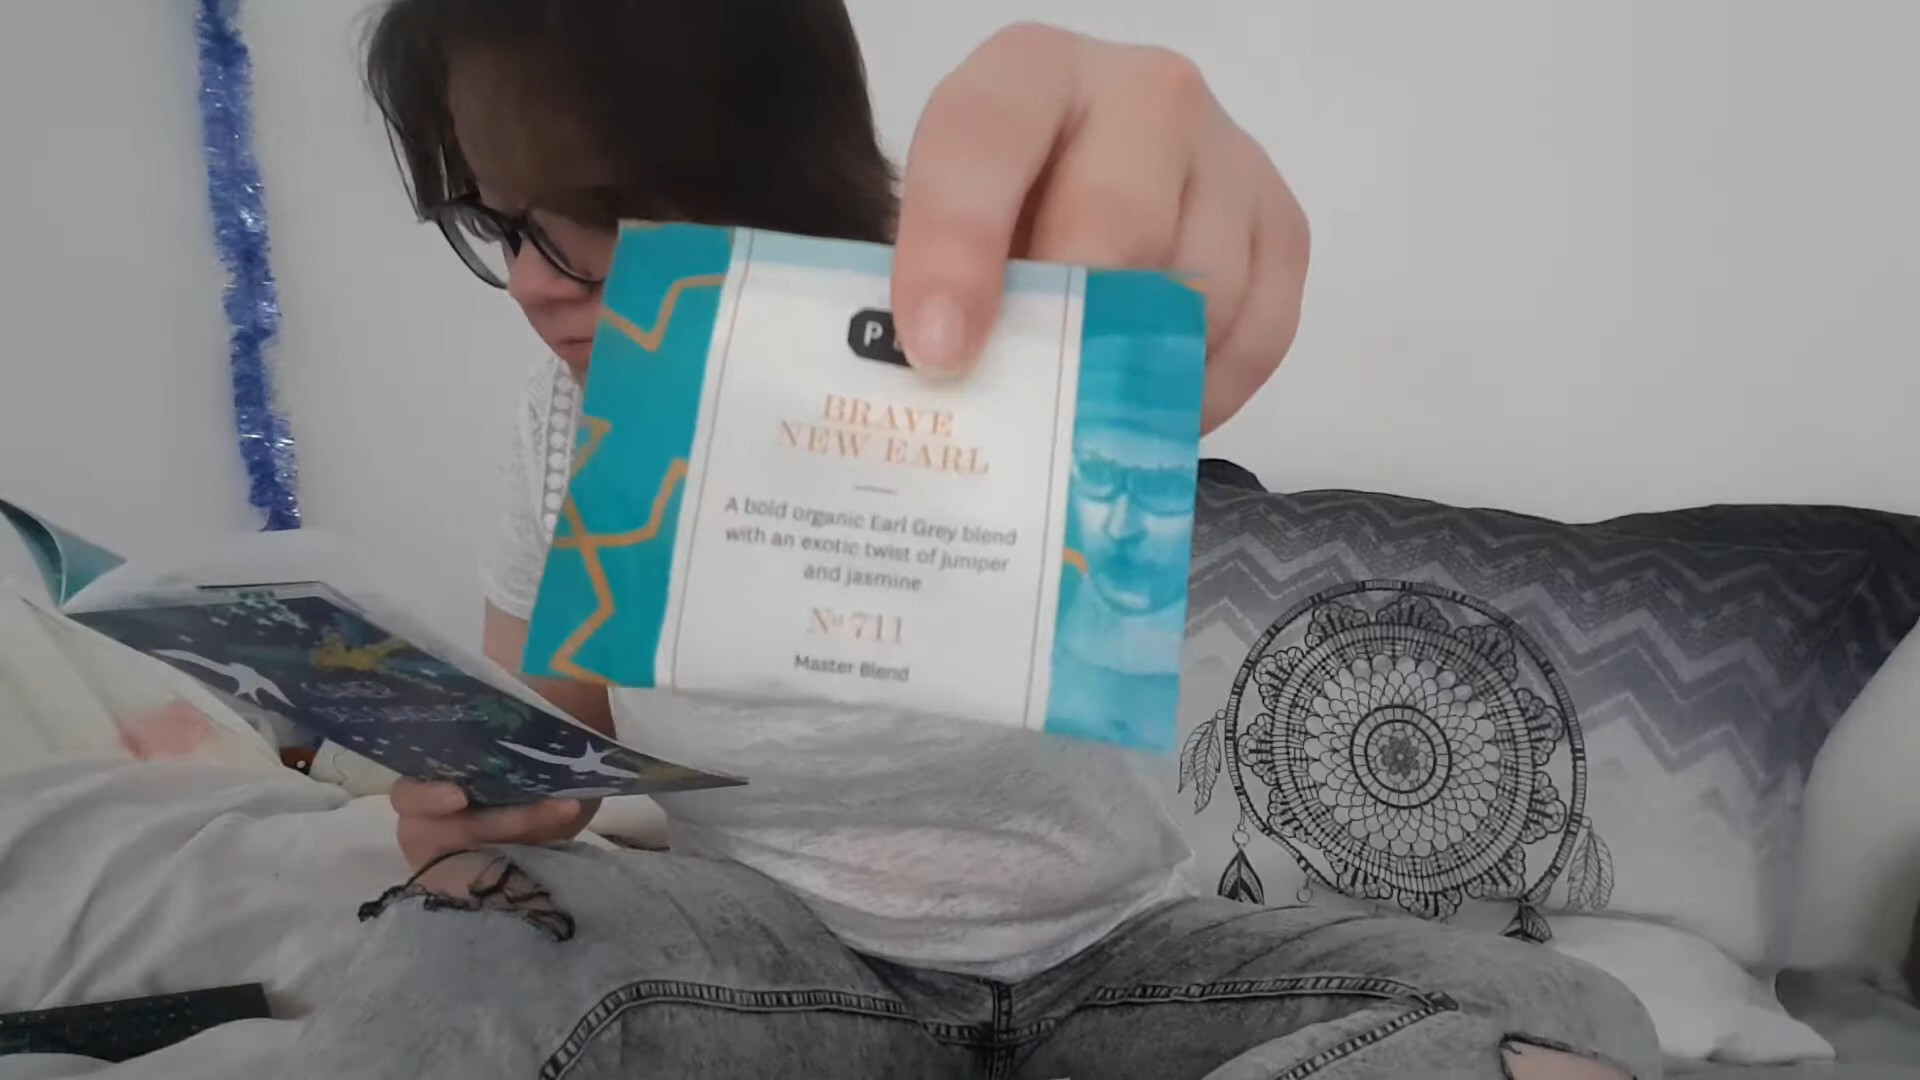 P
BRAVE
NEW EARL
A bold organic Earl Grey blend
with an exotic twist of juniper
and jasmine
Nº 711
Master Blend